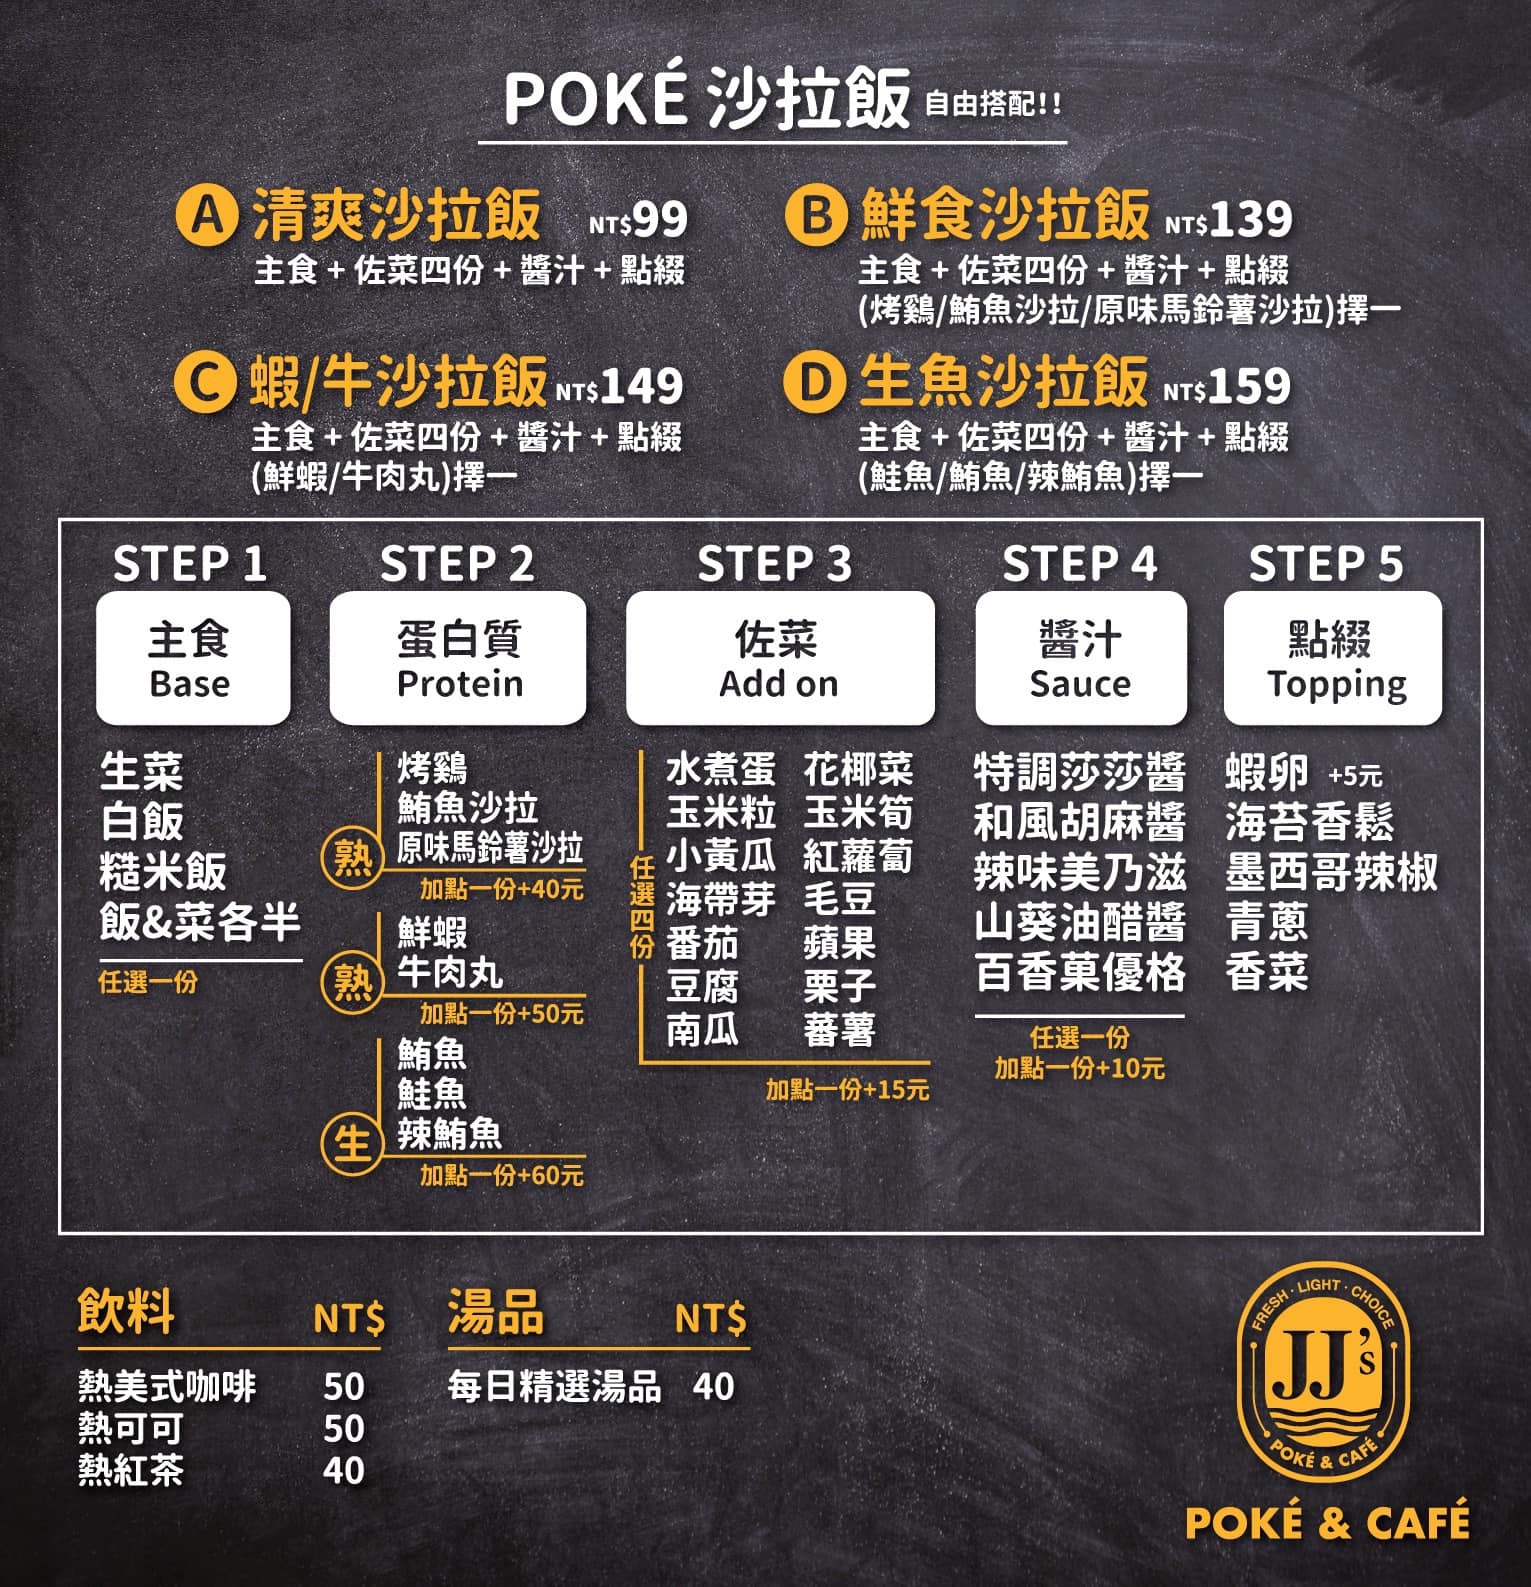 POKÉ 沙拉飯 自由搭配!!
A 清爽沙拉飯 NT$99
主食 + 佐菜四份 + 醬汁 + 點綴
B 鮮食沙拉飯 NT$139
主食 + 佐菜四份 + 醬汁 + 點綴
(烤鷄/鮪魚沙拉/原味馬鈴薯沙拉)擇一
C 蝦/牛沙拉飯 NT$149
主食 + 佐菜四份 + 醬汁 + 點綴
(鮮蝦/牛肉丸)擇一
D 生魚沙拉飯 NT$159
主食 + 佐菜四份 + 醬汁 + 點綴
(鮭魚/鮪魚/辣鮪魚)擇一
STEP 1
主食
Base
生菜
白飯
糙米飯
飯&菜各半
任選一份
STEP 2
蛋白質
Protein
熟
烤鷄
鮪魚沙拉
原味馬鈴薯沙拉
加點一份+40元
熟
鮮蝦
牛肉丸
加點一份+50元
生
鮪魚
鮭魚
辣鮪魚
加點一份+60元
STEP 3
佐菜
Add on
任選四份
水煮蛋 花椰菜
玉米粒 玉米筍
小黃瓜 紅蘿蔔
海帶芽 毛豆
番茄 蘋果
豆腐 栗子
南瓜 蕃薯
加點一份+15元
STEP 4
醬汁
Sauce
特調莎莎醬
和風胡麻醬
辣味美乃滋
山葵油醋醬
百香菓優格
任選一份
加點一份+10元
STEP 5
點綴
Topping
蝦卵 +5元
海苔香鬆
墨西哥辣椒
青蔥
香菜
飲料 NT$
熱美式咖啡 50
熱可可 50
熱紅茶 40
湯品 NT$
每日精選湯品 40
FRESH · LIGHT · CHOICE
JJ's
POKÉ & CAFÉ
POKÉ & CAFÉ